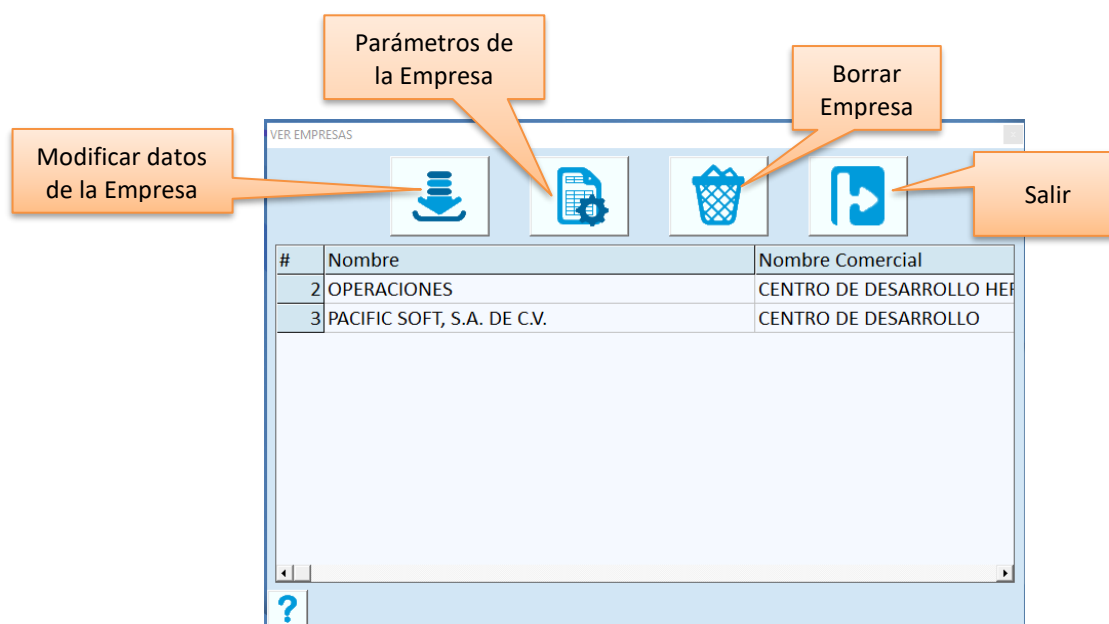 Parámetros de
la Empresa
Borrar
Empresa
VER EMPRESAS
Modificar datos
de la Empresa
Salir
# Nombre Nombre Comercial
2 OPERACIONES CENTRO DE DESARROLLO
3 PACIFIC SOFT, S.A. DE C.V. CENTRO DE DESARROLLO
?